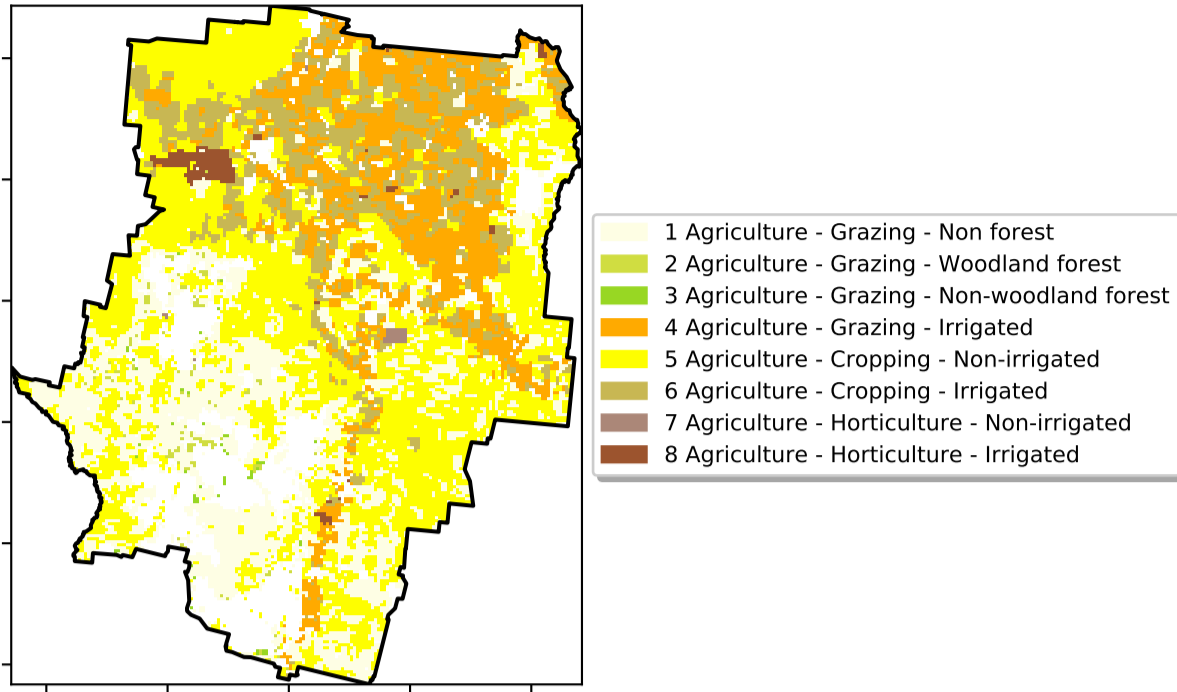 1 Agriculture - Grazing - Non forest
2 Agriculture - Grazing - Woodland forest
3 Agriculture - Grazing - Non-woodland forest
4 Agriculture - Grazing - Irrigated
5 Agriculture - Cropping - Non-irrigated
6 Agriculture - Cropping - Irrigated
7 Agriculture - Horticulture - Non-irrigated
8 Agriculture - Horticulture - Irrigated